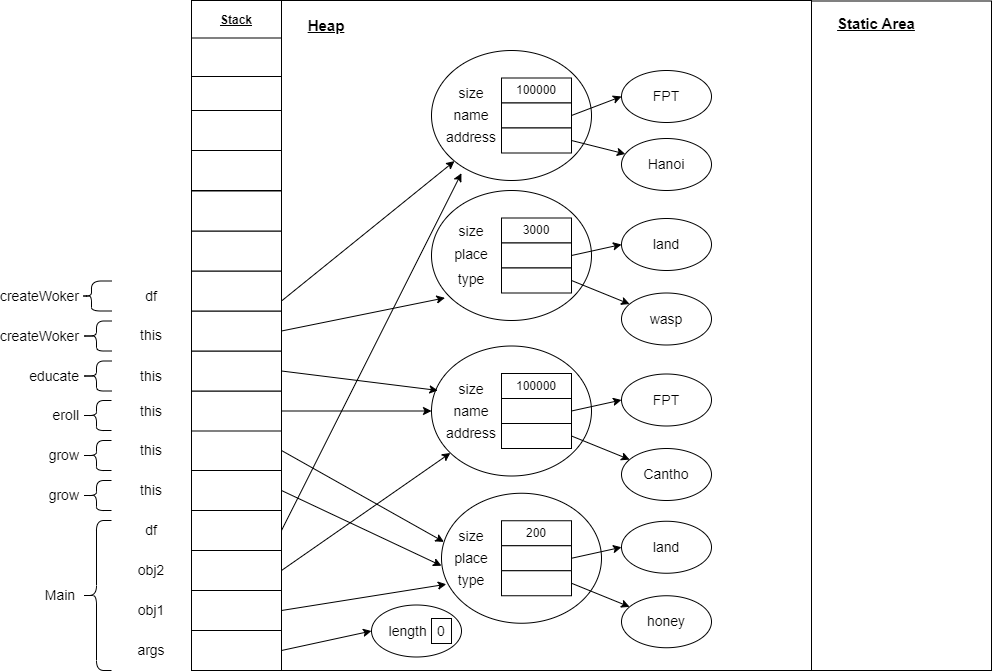 Stack
Heap
Static Area
size 100000
name
address
FPT
Hanoi
size 3000
place
type
land
wasp
createWoker df
createWoker this
educate this
eroll this
grow this
grow this
df
obj2
Main
obj1
args
size 100000
name
address
FPT
Cantho
size 200
place
type
land
honey
length 0